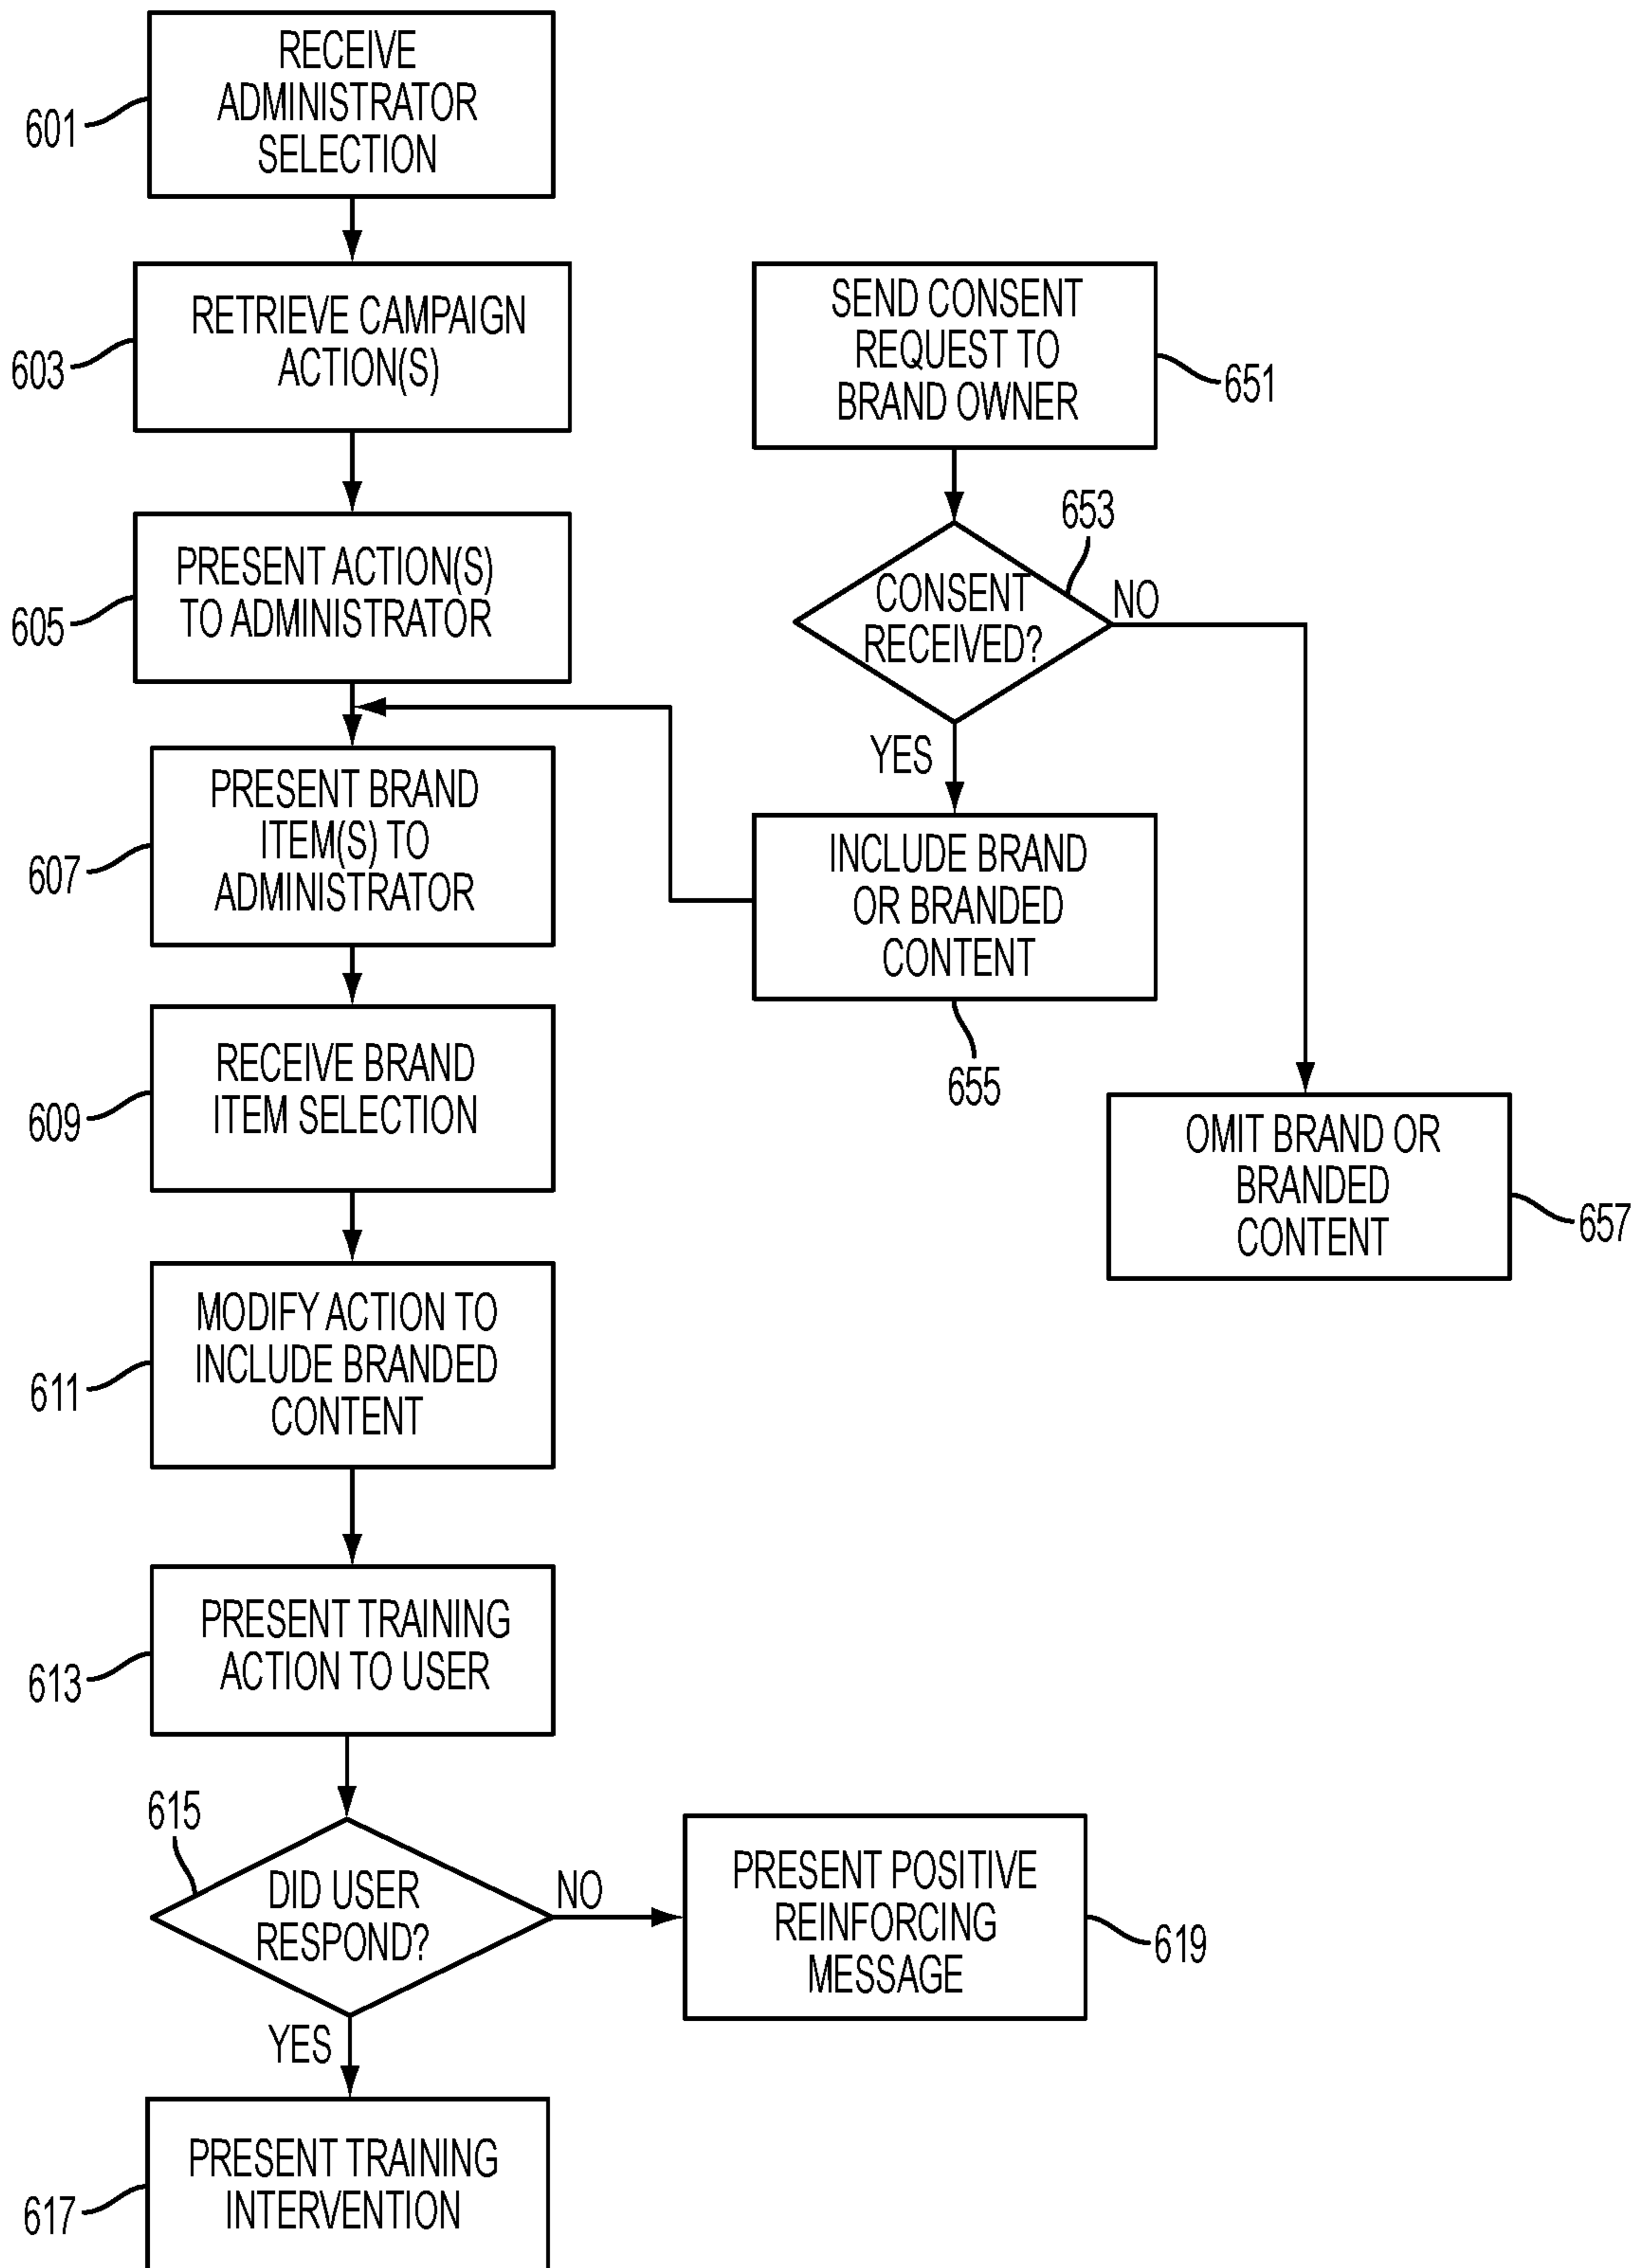 RECEIVE
ADMINISTRATOR
SELECTION
601
RETRIEVE CAMPAIGN
ACTION(S)
603
PRESENT ACTION(S)
TO ADMINISTRATOR
605
PRESENT BRAND
ITEM(S) TO
ADMINISTRATOR
607
RECEIVE BRAND
ITEM SELECTION
609
MODIFY ACTION TO
INCLUDE BRANDED
CONTENT
611
PRESENT TRAINING
ACTION TO USER
613
615
DID USER
RESPOND?
NO
PRESENT POSITIVE
REINFORCING
MESSAGE
619
YES
PRESENT TRAINING
INTERVENTION
617
SEND CONSENT
REQUEST TO
BRAND OWNER
651
653
CONSENT
RECEIVED?
NO
YES
INCLUDE BRAND
OR BRANDED
CONTENT
655
OMIT BRAND OR
BRANDED
CONTENT
657